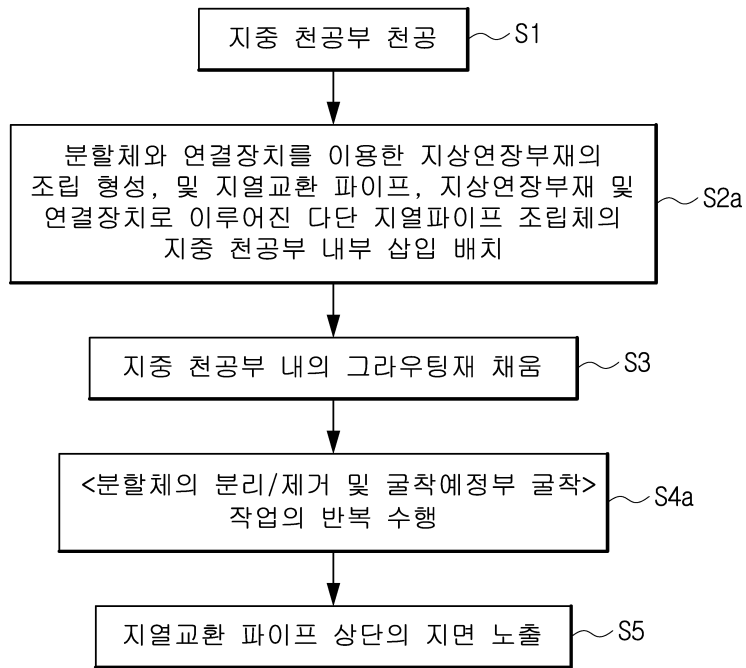 지중 천공부 천공
S1
분할체와 연결장치를 이용한 지상연장부재의
조립 형성, 및 지열교환 파이프, 지상연장부재 및
연결장치로 이루어진 다단 지열파이프 조립체의
지중 천공부 내부 삽입 배치
S2a
지중 천공부 내의 그라우팅재 채움
S3
<분할체의 분리/제거 및 굴착예정부 굴착>
작업의 반복 수행
S4a
지열교환 파이프 상단의 지면 노출
S5